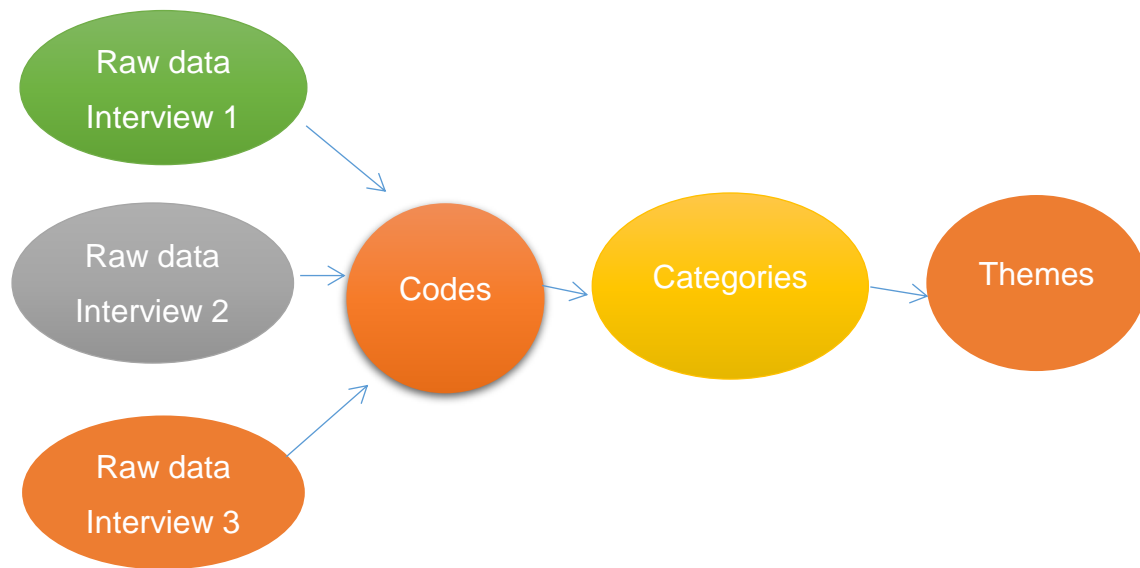 Raw data
Interview 1
Raw data
Interview 2
Raw data
Interview 3
Codes
Categories
Themes